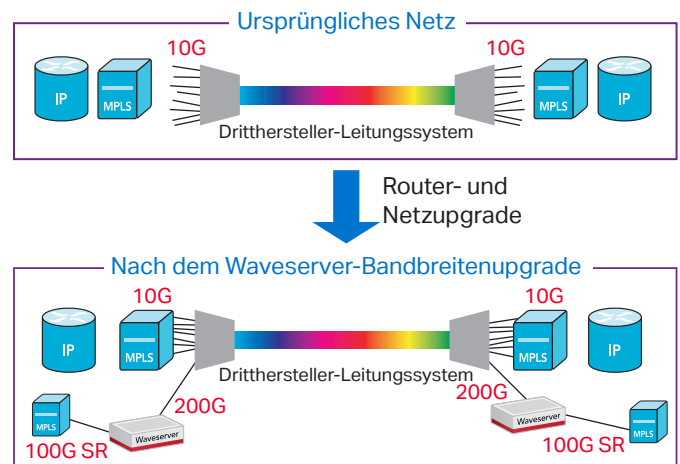 Ursprüngliches Netz
10G
10G
IP
MPLS
MPLS
IP
Dritthersteller-Leitungssystem
Router- und
Netzupgrade
Nach dem Waveserver-Bandbreitenupgrade
10G
10G
IP
MPLS
MPLS
IP
Dritthersteller-Leitungssystem
200G
200G
MPLS
Waveserver
Waveserver
MPLS
100G SR
100G SR